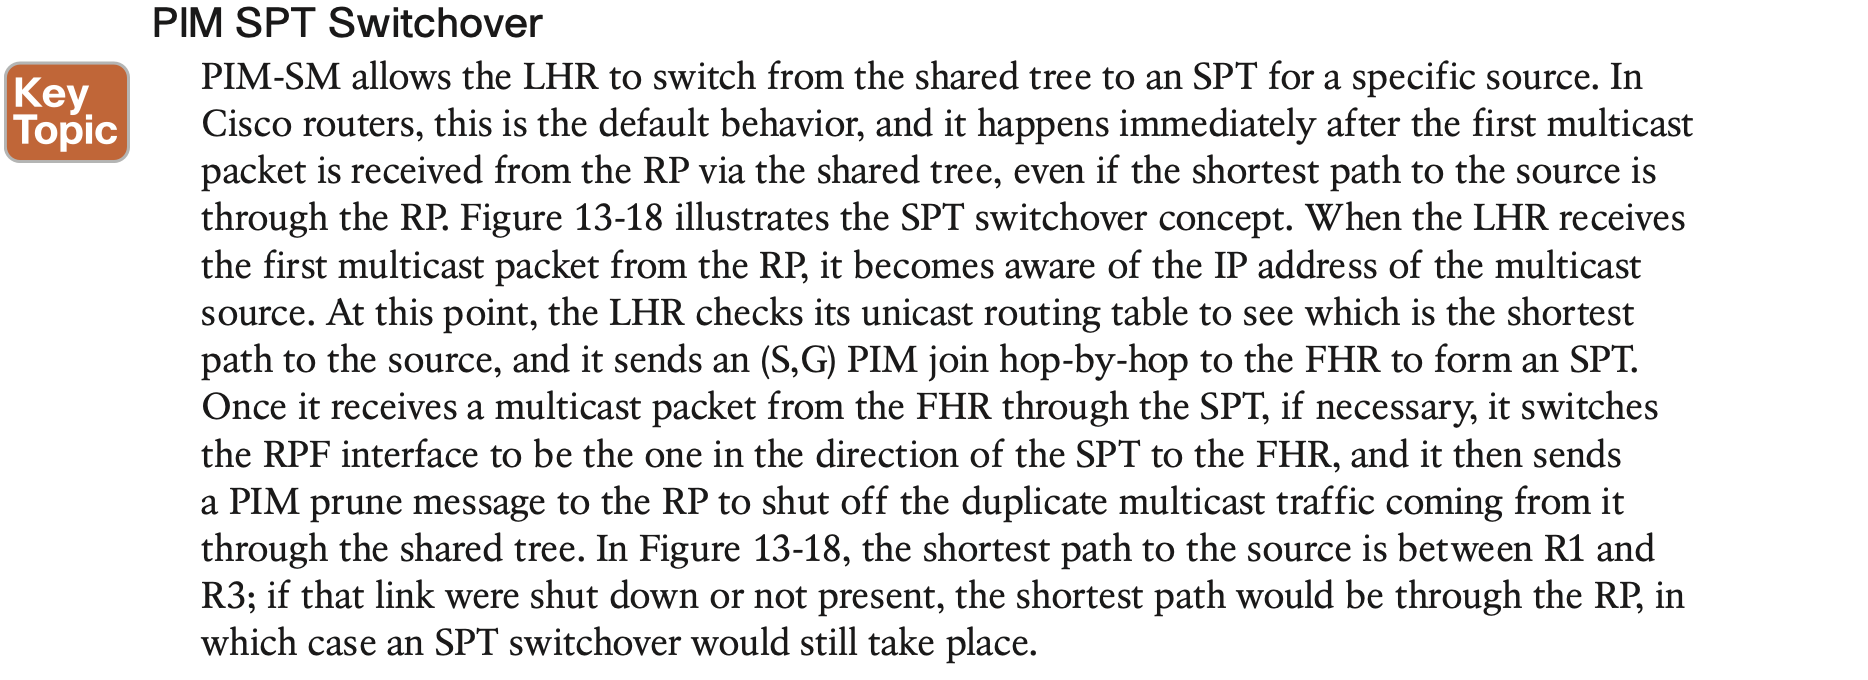 PIM SPT Switchover
Key
Topic
PIM-SM allows the LHR to switch from the shared tree to an SPT for a specific source. In
Cisco routers, this is the default behavior, and it happens immediately after the first multicast
packet is received from the RP via the shared tree, even if the shortest path to the source is
through the RP. Figure 13-18 illustrates the SPT switchover concept. When the LHR receives
the first multicast packet from the RP, it becomes aware of the IP address of the multicast
source. At this point, the LHR checks its unicast routing table to see which is the shortest
path to the source, and it sends an (S,G) PIM join hop-by-hop to the FHR to form an SPT.
Once it receives a multicast packet from the FHR through the SPT, if necessary, it switches
the RPF interface to be the one in the direction of the SPT to the FHR, and it then sends
a PIM prune message to the RP to shut off the duplicate multicast traffic coming from it
through the shared tree. In Figure 13-18, the shortest path to the source is between R1 and
R3; if that link were shut down or not present, the shortest path would be through the RP, in
which case an SPT switchover would still take place.